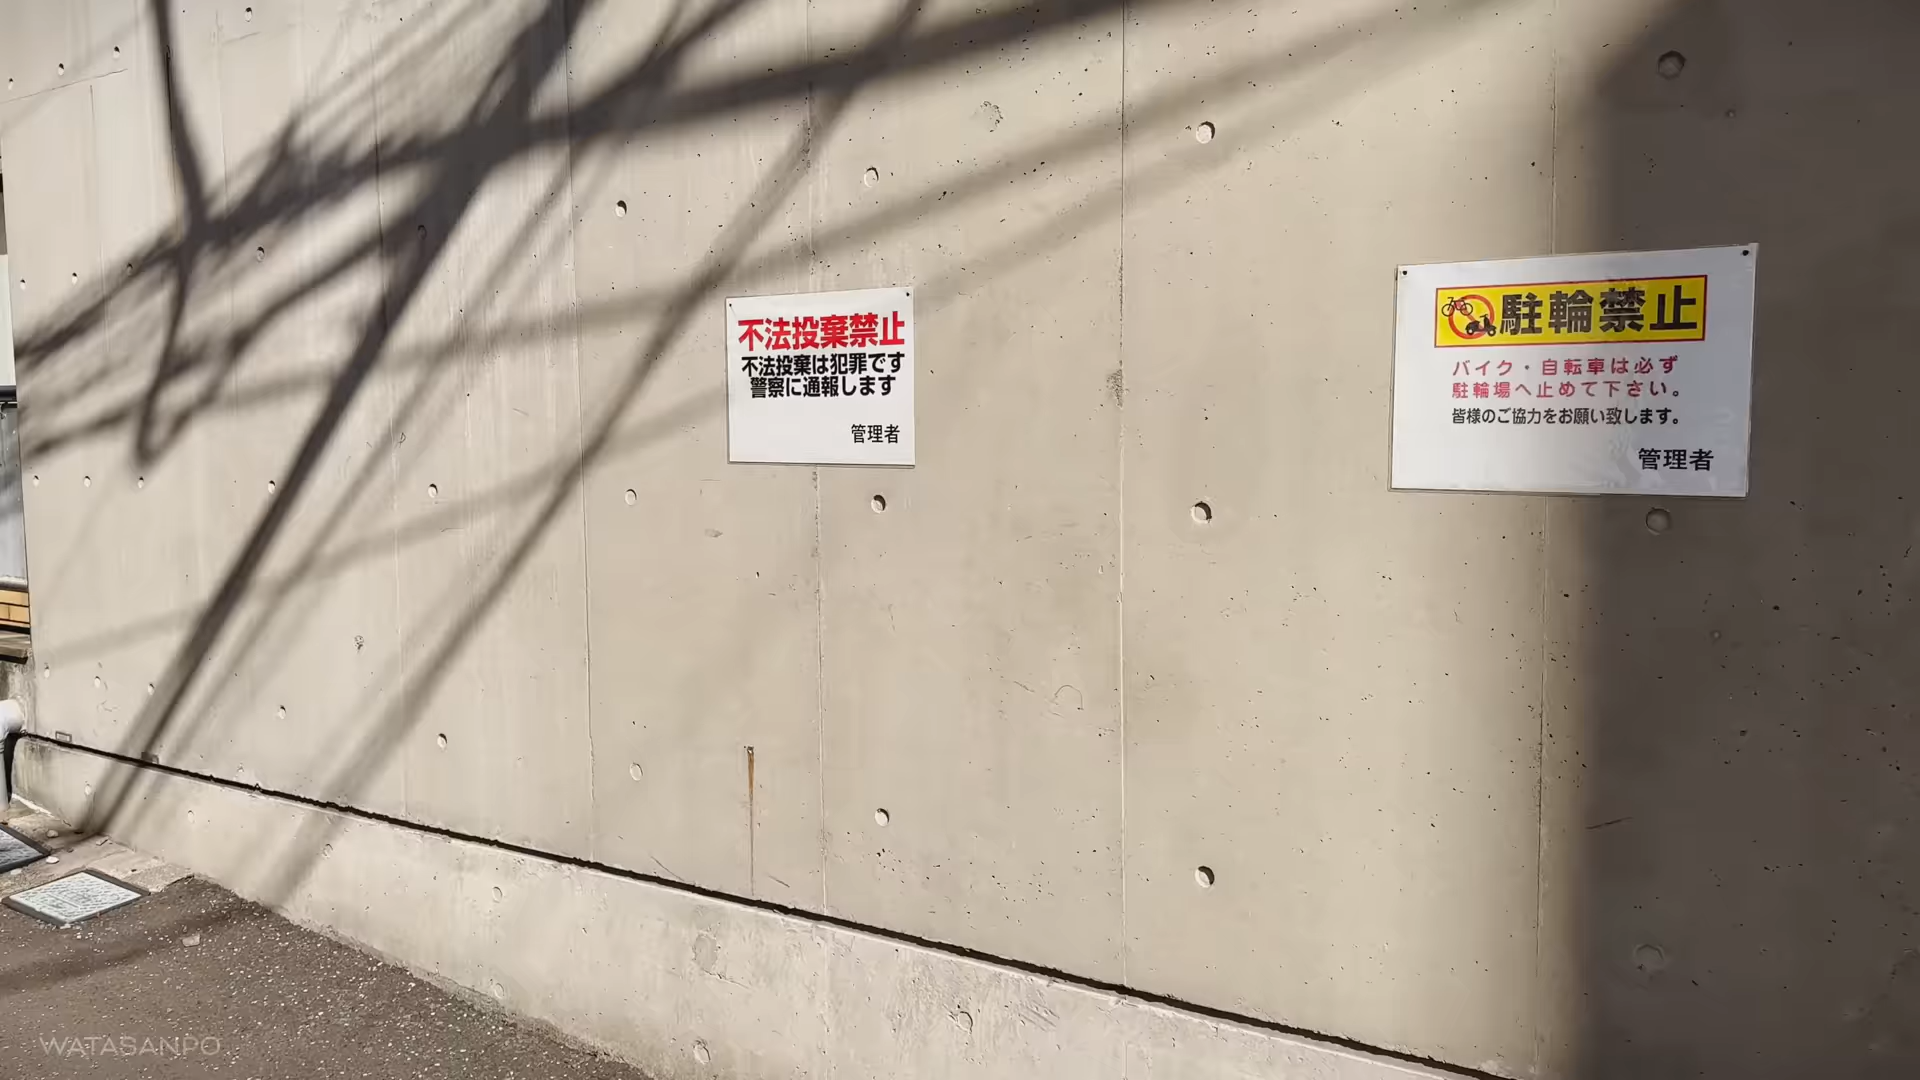 不法投棄禁止
不法投棄は犯罪です
警察に通報します
管理者
駐輪禁止
バイク・自転車は必ず
駐輪場へ止めて下さい。
皆様のご協力をお願い致します。
管理者
WATASANPO